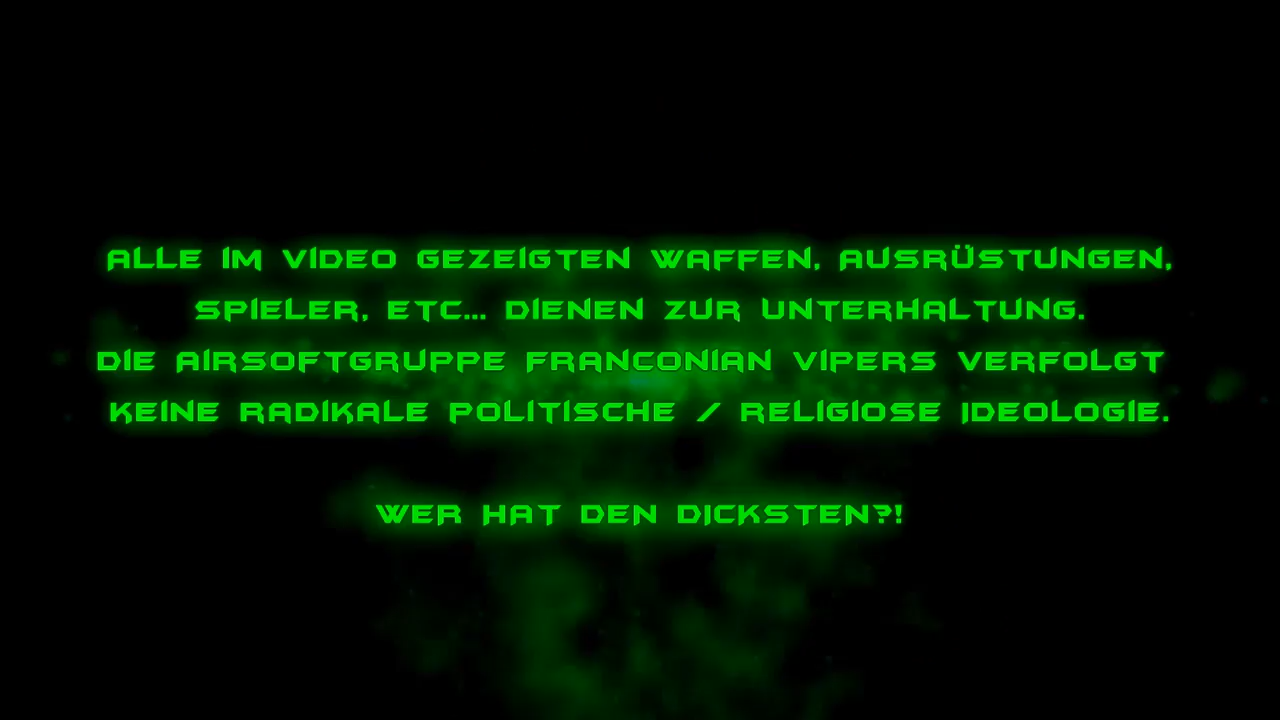 ALLE IM VIDEO GEZEIGTEN WAFFEN, AUSRÜSTUNGEN,
SPIELER, ETC... DIENEN ZUR UNTERHALTUNG.
DIE AIRSOFTGRUPPE FRANCONIAN VIPERS VERFOLGT
KEINE RADIKALE POLITISCHE / RELIGIOSE IDEOLOGIE.
WER HAT DEN DICKSTEN?!